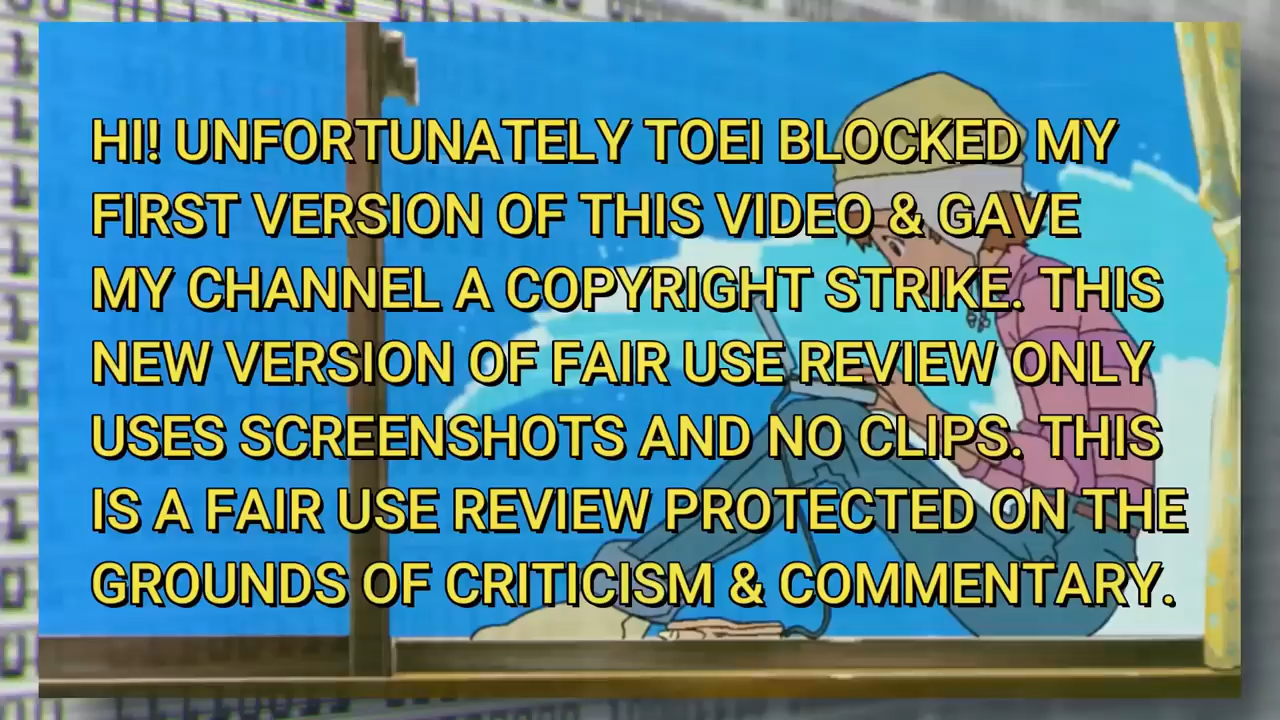 HI! UNFORTUNATELY TOEI BLOCKED MY
FIRST VERSION OF THIS VIDEO & GAVE
MY CHANNEL A COPYRIGHT STRIKE. THIS
NEW VERSION OF FAIR USE REVIEW ONLY
USES SCREENSHOTS AND NO CLIPS. THIS
IS A FAIR USE REVIEW PROTECTED ON THE
GROUNDS OF CRITICISM & COMMENTARY.